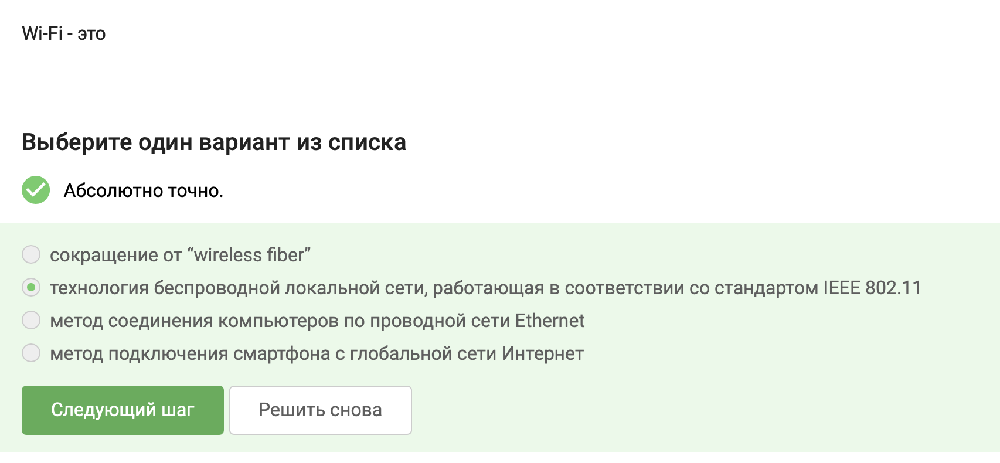 Wi-Fi - это
Выберите один вариант из списка
Абсолютно точно.
сокращение от “wireless fiber”
технология беспроводной локальной сети, работающая в соответствии со стандартом IEEE 802.11
метод соединения компьютеров по проводной сети Ethernet
метод подключения смартфона с глобальной сети Интернет
Следующий шаг
Решить снова